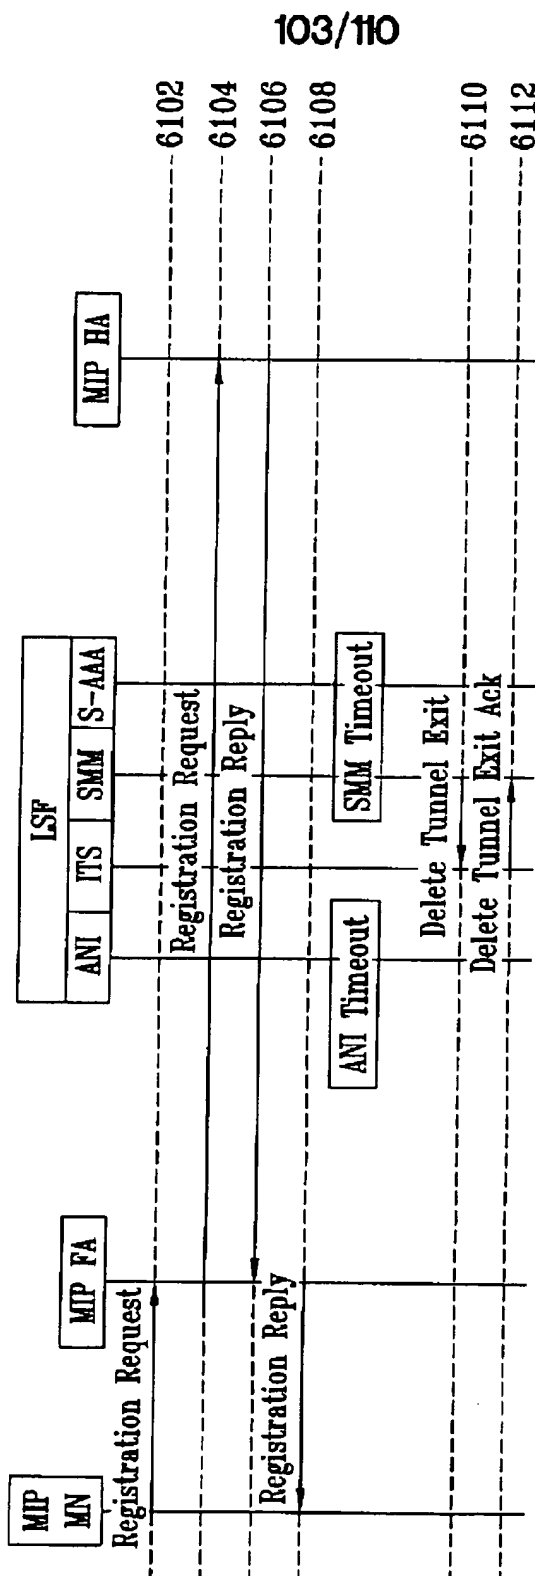 103/110
MIP
MN
MIP FA
LSF
ANI
ITS
SMM
S-AAA
MIP HA
Registration Request
6102
Registration Request
6104
Registration Reply
6106
Registration Reply
6108
ANI Timeout
SMM Timeout
Delete Tunnel Exit
6110
Delete Tunnel Exit Ack
6112